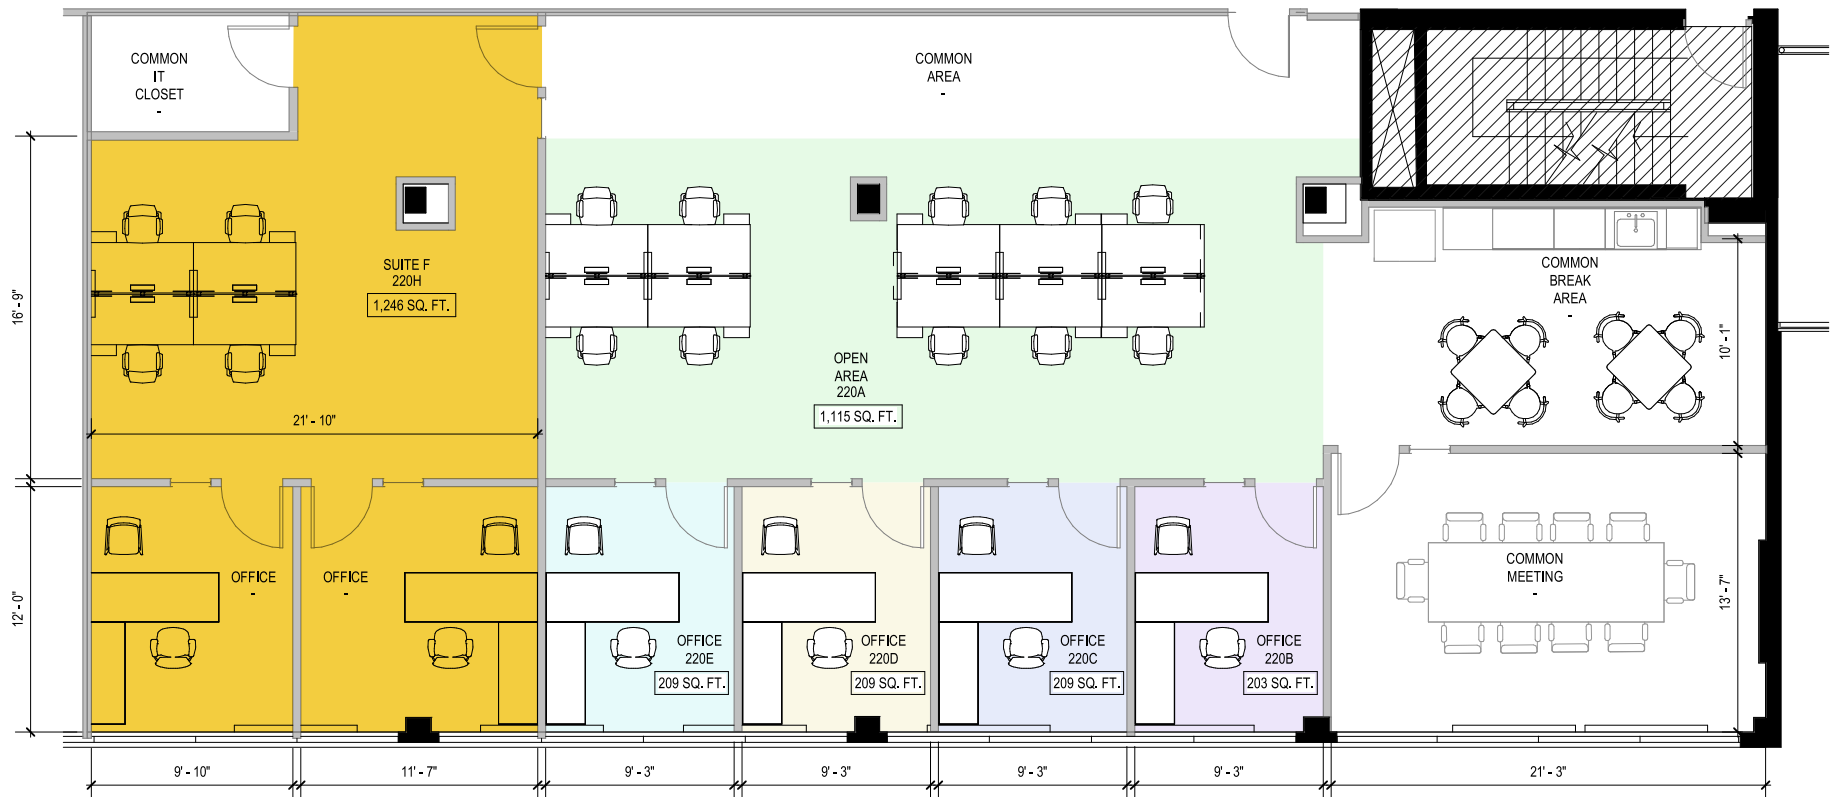 COMMON
IT
CLOSET
-
COMMON
AREA
-
SUITE F
220H
1,246 SQ. FT.
OPEN
AREA
220A
1,115 SQ. FT.
COMMON
BREAK
AREA
-
16' - 9"
10' - 1"
21' - 10"
OFFICE
-
OFFICE
-
OFFICE
220E
209 SQ. FT.
OFFICE
220D
209 SQ. FT.
OFFICE
220C
209 SQ. FT.
OFFICE
220B
203 SQ. FT.
COMMON
MEETING
-
12' - 0"
13' - 7"
9' - 10"
11' - 7"
9' - 3"
9' - 3"
9' - 3"
9' - 3"
21' - 3"